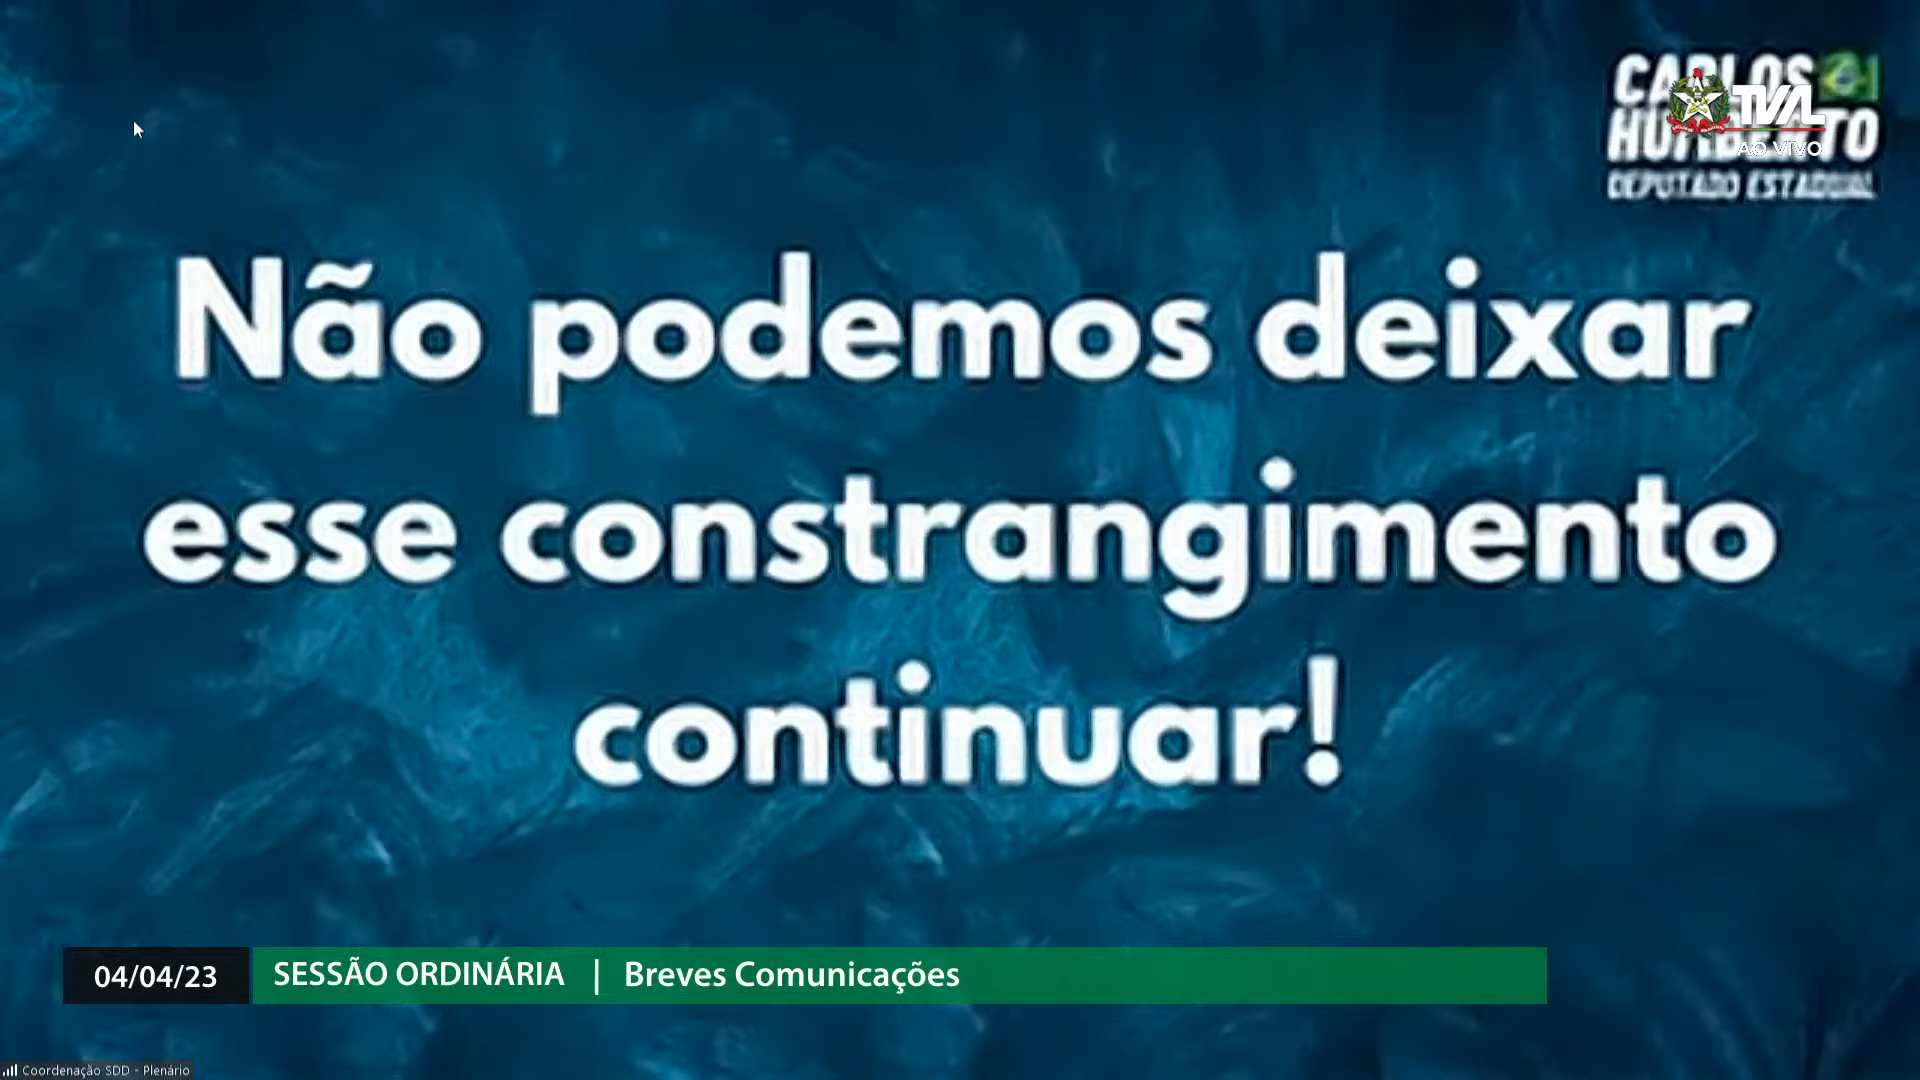 CARLOS
HUMBERTO
DEPUTADO ESTADUAL
TVAL
AO VIVO
Não podemos deixar
esse constrangimento
continuar!
04/04/23
SESSÃO ORDINÁRIA | Breves Comunicações
Coordenação SDD - Plenário